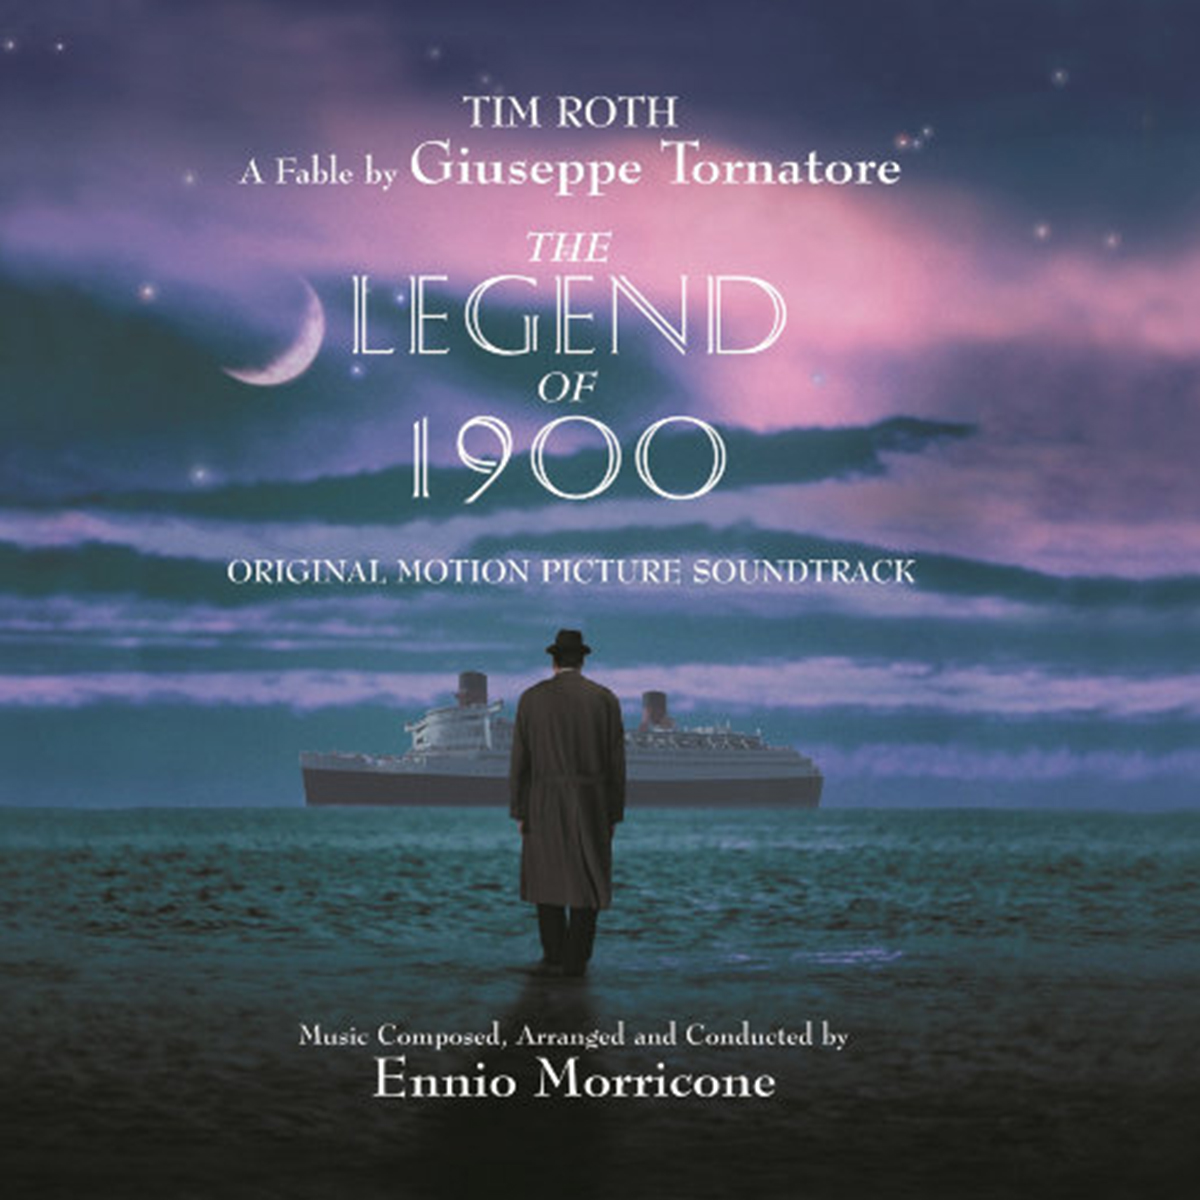 TIM ROTH
A Fable by Giuseppe Tornatore
THE
LEGEND
OF
1900
ORIGINAL MOTION PICTURE SOUNDTRACK
Music Composed, Arranged and Conducted by
Ennio Morricone